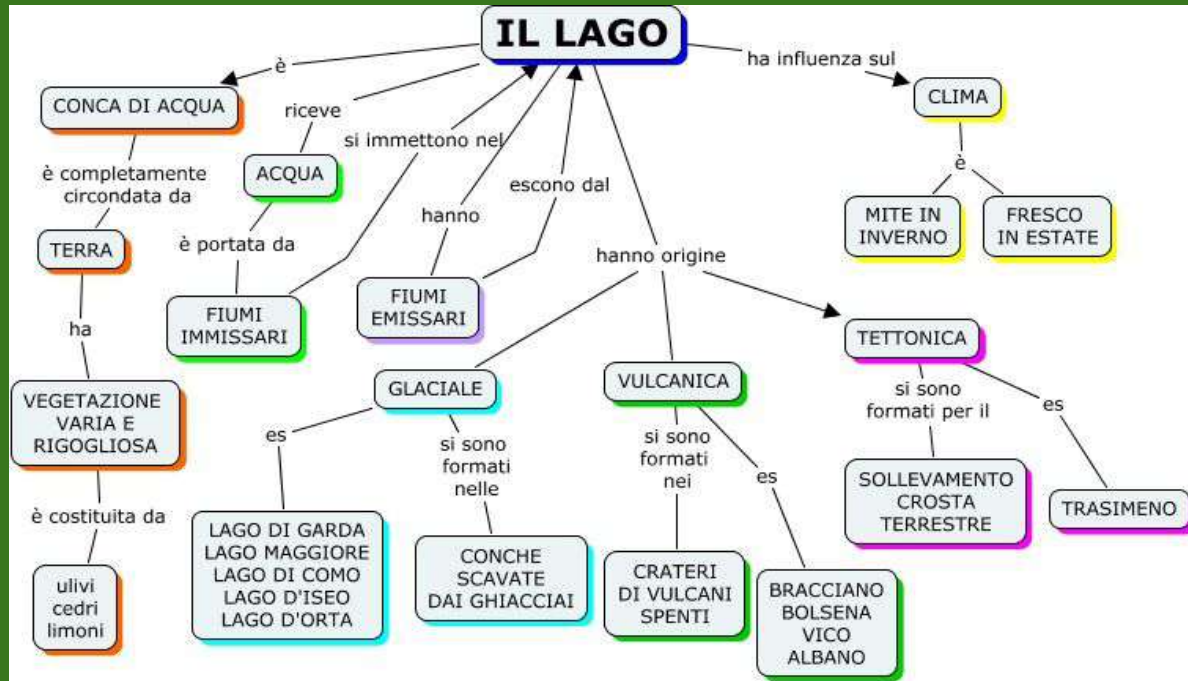 IL LAGO
è
CONCA DI ACQUA
è completamente
circondata da
TERRA
ha
VEGETAZIONE
VARIA E
RIGOGLIOSA
è costituita da
ulivi
cedri
limoni
riceve
ACQUA
è portata da
FIUMI
IMMISSARI
si immettono nel
hanno
FIUMI
EMISSARI
escono dal
hanno origine
GLACIALE
es
LAGO DI GARDA
LAGO MAGGIORE
LAGO DI COMO
LAGO D'ISEO
LAGO D'ORTA
si sono
formati
nelle
CONCHE
SCAVATE
DAI GHIACCIAI
VULCANICA
si sono
formati
nei
CRATERI
DI VULCANI
SPENTI
es
BRACCIANO
BOLSENA
VICO
ALBANO
TETTONICA
si sono
formati per il
SOLLEVAMENTO
CROSTA
TERRESTRE
es
TRASIMENO
ha influenza sul
CLIMA
è
MITE IN
INVERNO
FRESCO
IN ESTATE